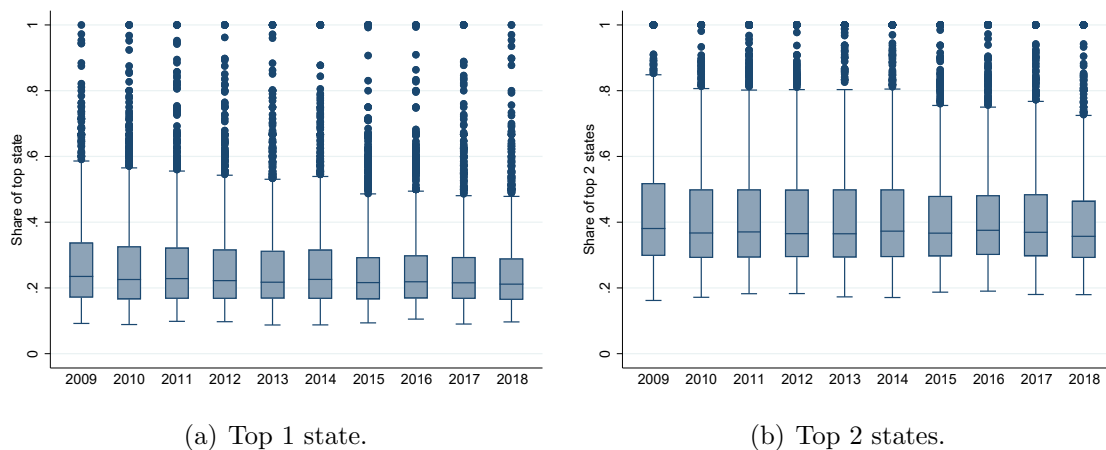 Share of top state
0 .2 .4 .6 .8 1
2009 2010 2011 2012 2013 2014 2015 2016 2017 2018
(a) Top 1 state.
Share of top 2 states
0 .2 .4 .6 .8 1
2009 2010 2011 2012 2013 2014 2015 2016 2017 2018
(b) Top 2 states.